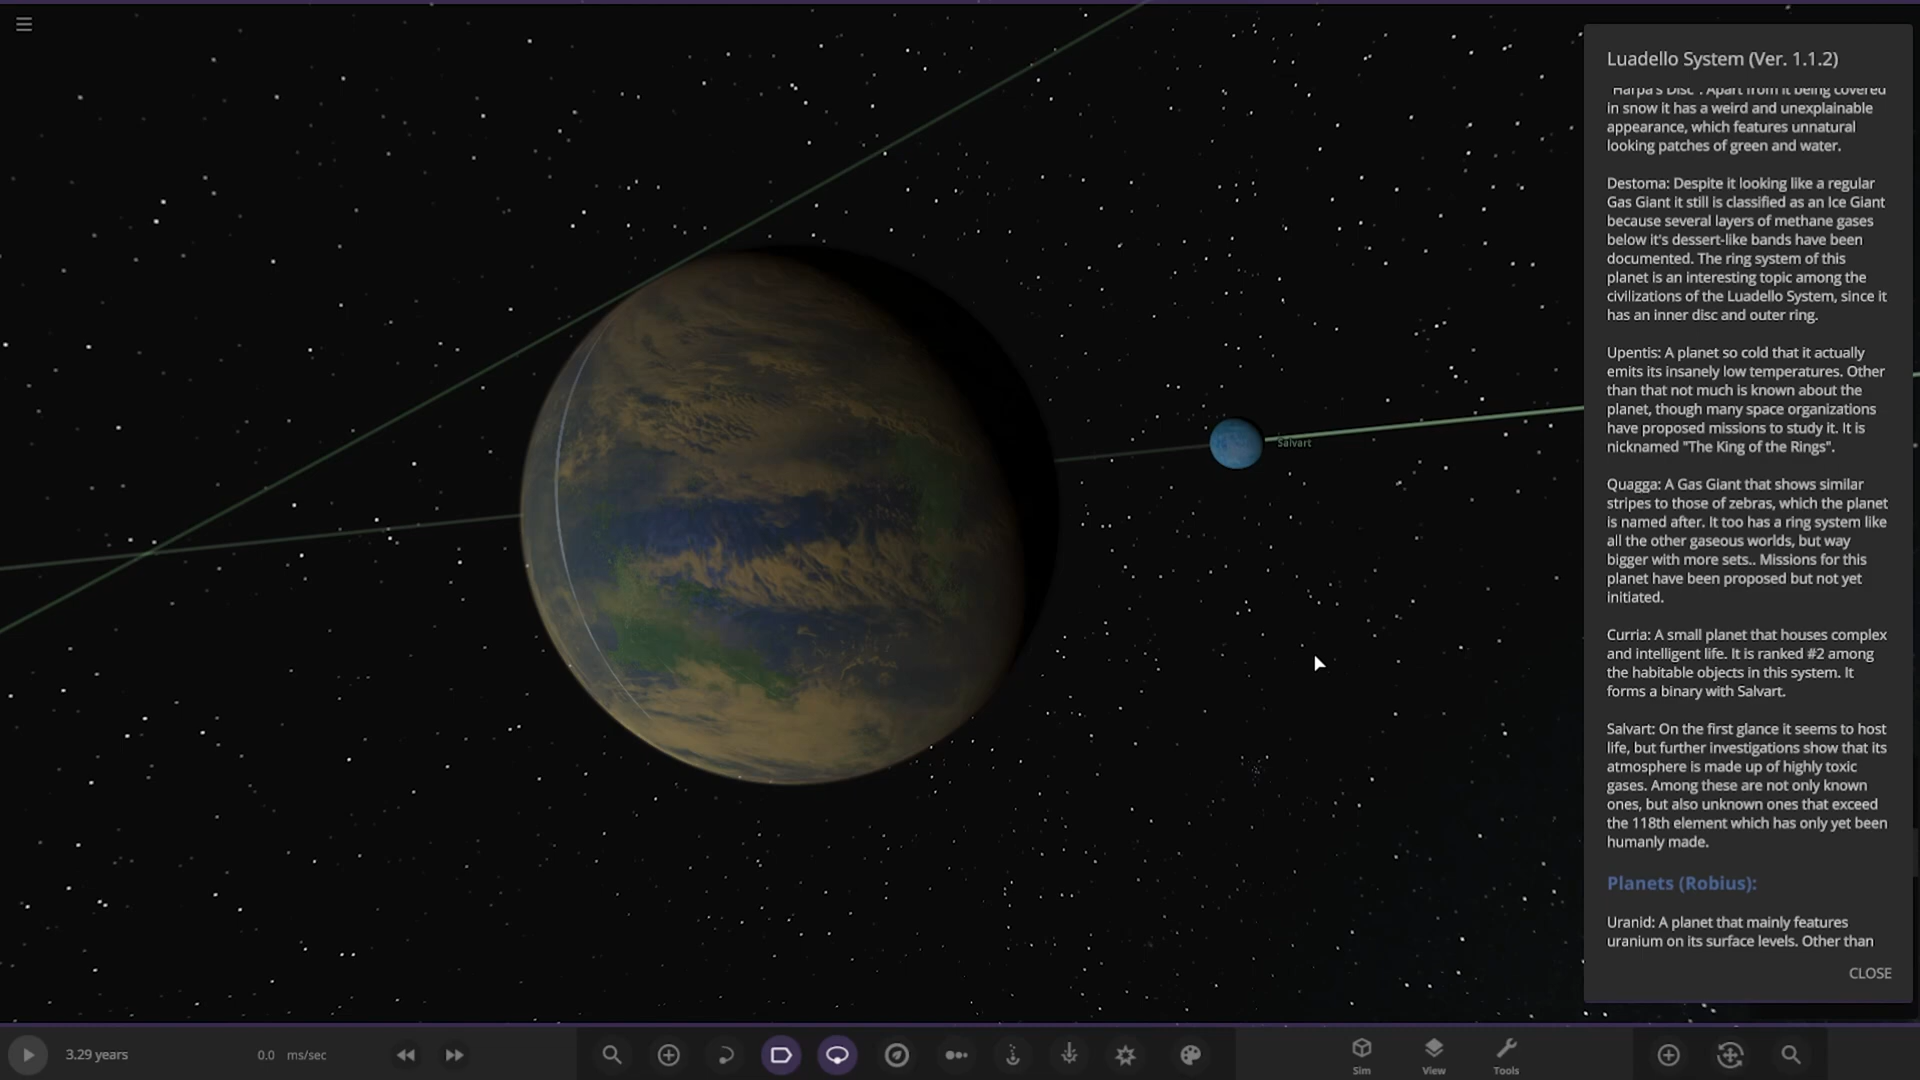 Luadello System (Ver. 1.1.2)
"Harpa's Disc". Apart from it being covered
in snow it has a weird and unexplainable
appearance, which features unnatural
looking patches of green and water.
Destoma: Despite it looking like a regular
Gas Giant it still is classified as an Ice Giant
because several layers of methane gases
below it's dessert-like bands have been
documented. The ring system of this
planet is an interesting topic among the
civilizations of the Luadello System, since it
has an inner disc and outer ring.
Upentis: A planet so cold that it actually
emits its insanely low temperatures. Other
than that not much is known about the
planet, though many space organizations
have proposed missions to study it. It is
nicknamed "The King of the Rings".
Quagga: A Gas Giant that shows similar
stripes to those of zebras, which the planet
is named after. It too has a ring system like
all the other gaseous worlds, but way
bigger with more sets.. Missions for this
planet have been proposed but not yet
initiated.
Curria: A small planet that houses complex
and intelligent life. It is ranked #2 among
the habitable objects in this system. It
forms a binary with Salvart.
Salvart: On the first glance it seems to host
life, but further investigations show that its
atmosphere is made up of highly toxic
gases. Among these are not only known
ones, but also unknown ones that exceed
the 118th element which has only yet been
humanly made.
Planets (Robius):
Uranid: A planet that mainly features
uranium on its surface levels. Other than
CLOSE
Salvart
3.29 years
0.0 ms/sec
Sim
View
Tools